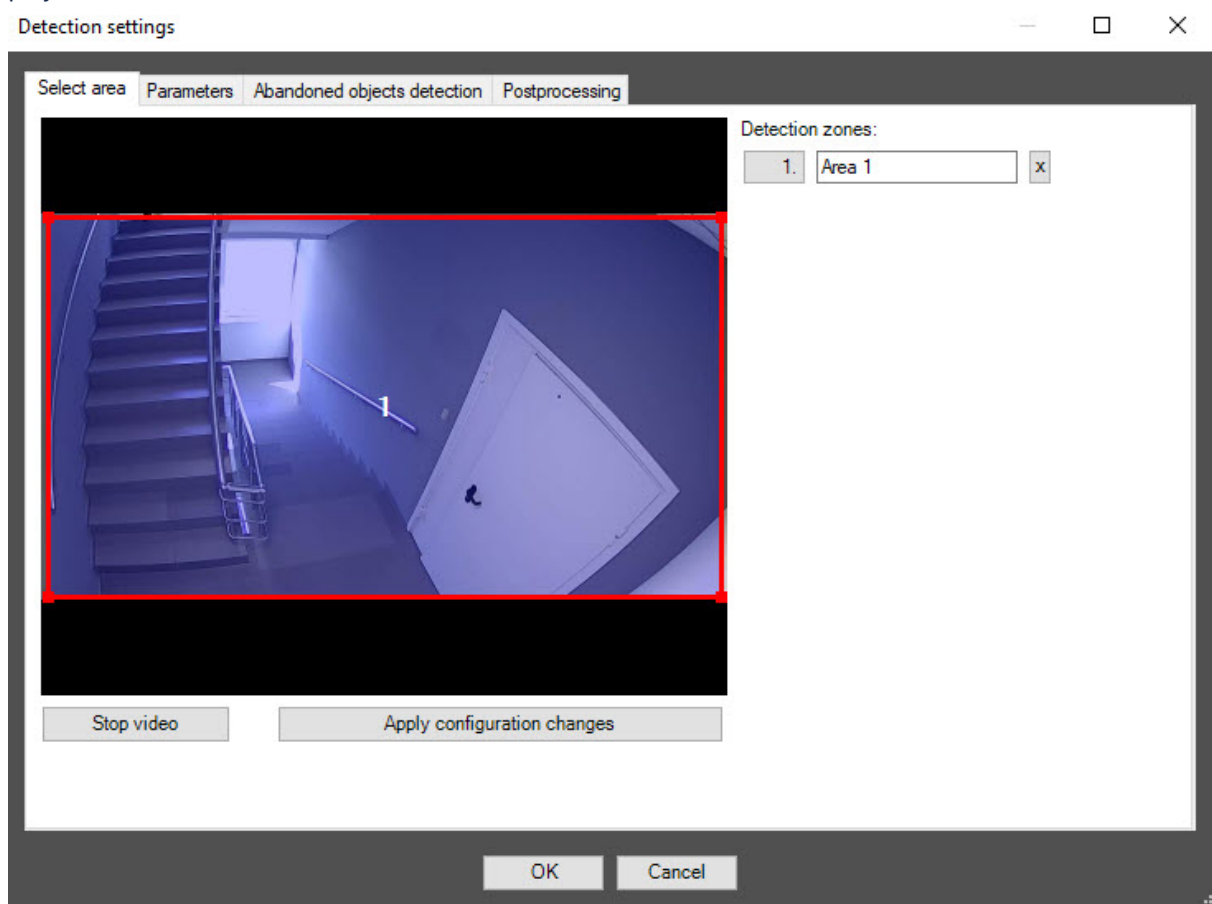 Detection settings
Select area Parameters Abandoned objects detection Postprocessing
Detection zones:
1. Area 1 x
1
Stop video Apply configuration changes
OK Cancel